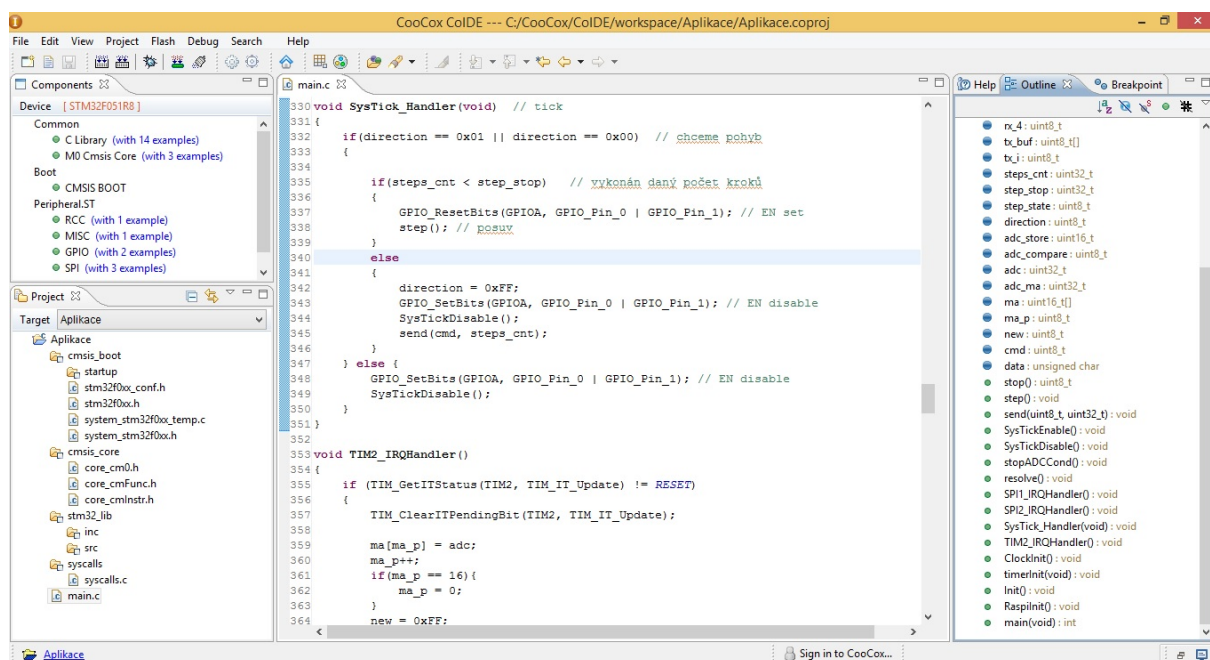 CooCox CoIDE --- C:/CooCox/CoIDE/workspace/Aplikace/Aplikace.coproj
File Edit View Project Flash Debug Search Help
Components
Device [ STM32F051R8 ]
Common
C Library (with 14 examples)
M0 Cmsis Core (with 3 examples)
Boot
CMSIS BOOT
Peripheral.ST
RCC (with 1 example)
MISC (with 1 example)
GPIO (with 2 examples)
SPI (with 3 examples)
Project
Target Aplikace
Aplikace
cmsis_boot
startup
stm32f0xx_conf.h
stm32f0xx.h
system_stm32f0xx_temp.c
system_stm32f0xx.h
cmsis_core
core_cm0.h
core_cmFunc.h
core_cmInstr.h
stm32_lib
inc
src
syscalls
syscalls.c
main.c
main.c
330 void SysTick_Handler(void) // tick
331 {
332 if(direction == 0x01 || direction == 0x00) // chceme pohyb
333 {
334
335 if(steps_cnt < step_stop) // vykonán daný počet kroků
336 {
337 GPIO_ResetBits(GPIOA, GPIO_Pin_0 | GPIO_Pin_1); // EN set
338 step(); // posuv
339 }
340 else
341 {
342 direction = 0xFF;
343 GPIO_SetBits(GPIOA, GPIO_Pin_0 | GPIO_Pin_1); // EN disable
344 SysTickDisable();
345 send(cmd, steps_cnt);
346 }
347 } else {
348 GPIO_SetBits(GPIOA, GPIO_Pin_0 | GPIO_Pin_1); // EN disable
349 SysTickDisable();
350 }
351 }
352
353 void TIM2_IRQHandler()
354 {
355 if (TIM_GetITStatus(TIM2, TIM_IT_Update) != RESET)
356 {
357 TIM_ClearITPendingBit(TIM2, TIM_IT_Update);
358
359 ma[ma_p] = adc;
360 ma_p++;
361 if(ma_p == 16){
362 ma_p = 0;
363 }
364 new = 0xFF;
Help Outline Breakpoint
rx_4 : uint8_t
tx_buf : uint8_t[]
tx_i : uint8_t
steps_cnt : uint32_t
step_stop : uint32_t
step_state : uint8_t
direction : uint8_t
adc_store : uint16_t
adc_compare : uint8_t
adc : uint32_t
adc_ma : uint32_t
ma : uint16_t[]
ma_p : uint8_t
new : uint8_t
cmd : uint8_t
data : unsigned char
stop() : uint8_t
step() : void
send(uint8_t, uint32_t) : void
SysTickEnable() : void
SysTickDisable() : void
stopADCCond() : void
resolve() : void
SPI1_IRQHandler() : void
SPI2_IRQHandler() : void
SysTick_Handler(void) : void
TIM2_IRQHandler() : void
ClockInit() : void
timerInit(void) : void
Init() : void
RaspiInit() : void
main(void) : int
Aplikace
Sign in to CooCox...